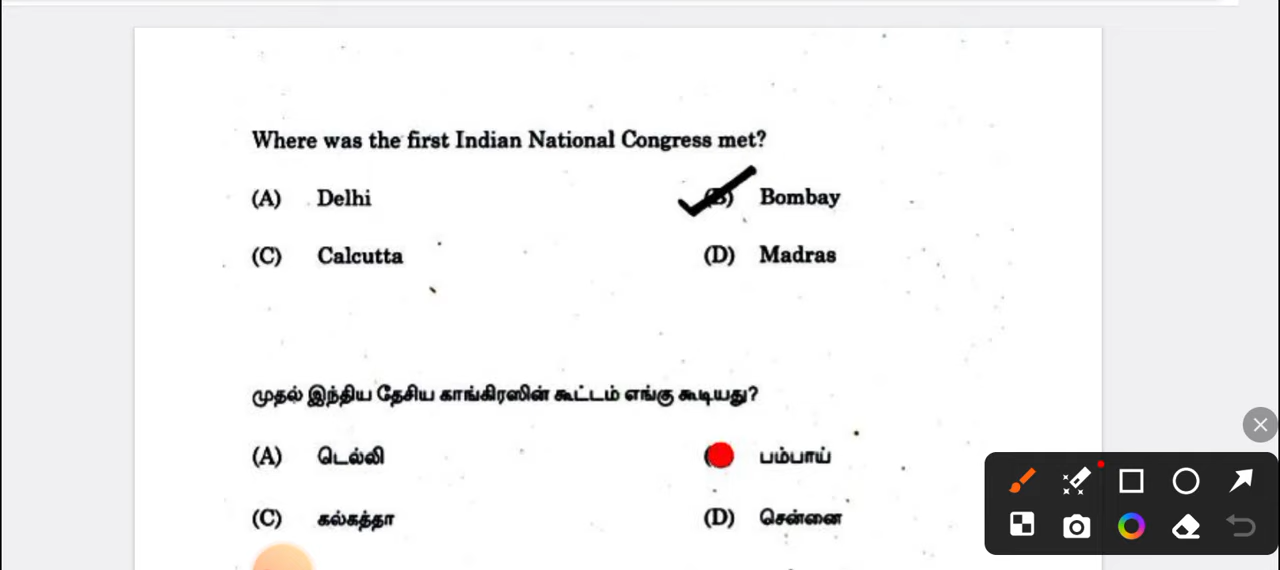 Where was the first Indian National Congress met?
(A) Delhi (B) Bombay
(C) Calcutta (D) Madras
முதல் இந்திய தேசிய காங்கிரஸின் கூட்டம் எங்கு கூடியது?
(A) டெல்லி ( பம்பாய்
(C) கல்கத்தா (D) சென்னை